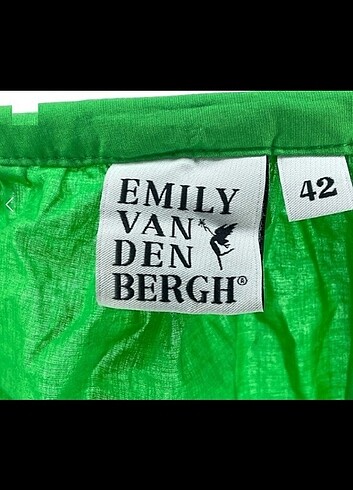 EMILY
VAN
DEN
BERGH®
42